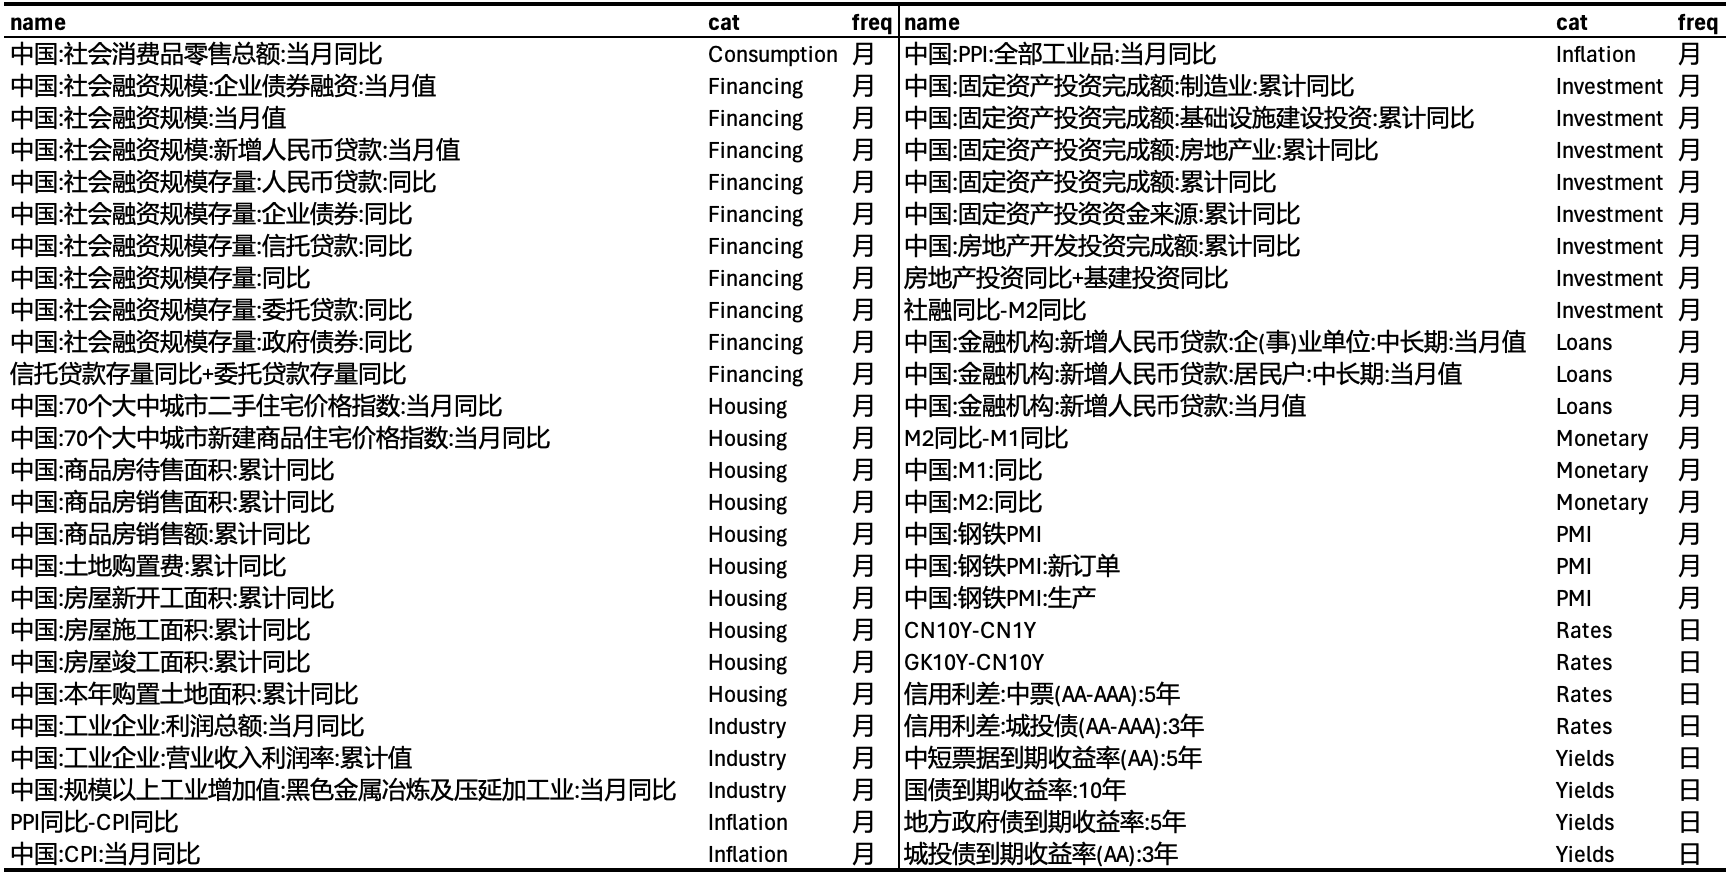 name cat freq name cat freq
中国:社会消费品零售总额:当月同比 Consumption 月 中国:PPI:全部工业品:当月同比 Inflation 月
中国:社会融资规模:企业债券融资:当月值 Financing 月 中国:固定资产投资完成额:制造业:累计同比 Investment 月
中国:社会融资规模:当月值 Financing 月 中国:固定资产投资完成额:基础设施建设投资:累计同比 Investment 月
中国:社会融资规模:新增人民币贷款:当月值 Financing 月 中国:固定资产投资完成额:房地产业:累计同比 Investment 月
中国:社会融资规模存量:人民币贷款:同比 Financing 月 中国:固定资产投资完成额:累计同比 Investment 月
中国:社会融资规模存量:企业债券:同比 Financing 月 中国:固定资产投资资金来源:累计同比 Investment 月
中国:社会融资规模存量:信托贷款:同比 Financing 月 中国:房地产开发投资完成额:累计同比 Investment 月
中国:社会融资规模存量:同比 Financing 月 房地产投资同比+基建投资同比 Investment 月
中国:社会融资规模存量:委托贷款:同比 Financing 月 社融同比-M2同比 Investment 月
中国:社会融资规模存量:政府债券:同比 Financing 月 中国:金融机构:新增人民币贷款:企(事)业单位:中长期:当月值 Loans 月
信托贷款存量同比+委托贷款存量同比 Financing 月 中国:金融机构:新增人民币贷款:居民户:中长期:当月值 Loans 月
中国:70个大中城市二手住宅价格指数:当月同比 Housing 月 中国:金融机构:新增人民币贷款:当月值 Loans 月
中国:70个大中城市新建商品住宅价格指数:当月同比 Housing 月 M2同比-M1同比 Monetary 月
中国:商品房待售面积:累计同比 Housing 月 中国:M1:同比 Monetary 月
中国:商品房销售面积:累计同比 Housing 月 中国:M2:同比 Monetary 月
中国:商品房销售额:累计同比 Housing 月 中国:钢铁PMI PMI 月
中国:土地购置费:累计同比 Housing 月 中国:钢铁PMI:新订单 PMI 月
中国:房屋新开工面积:累计同比 Housing 月 中国:钢铁PMI:生产 PMI 月
中国:房屋施工面积:累计同比 Housing 月 CN10Y-CN1Y Rates 日
中国:房屋竣工面积:累计同比 Housing 月 GK10Y-CN10Y Rates 日
中国:本年购置土地面积:累计同比 Housing 月 信用利差:中票(AA-AAA):5年 Rates 日
中国:工业企业:利润总额:当月同比 Industry 月 信用利差:城投债(AA-AAA):3年 Rates 日
中国:工业企业:营业收入利润率:累计值 Industry 月 中短票据到期收益率(AA):5年 Yields 日
中国:规模以上工业增加值:黑色金属冶炼及压延加工业:当月同比 Industry 月 国债到期收益率:10年 Yields 日
PPI同比-CPI同比 Inflation 月 地方政府债到期收益率:5年 Yields 日
中国:CPI:当月同比 Inflation 月 城投债到期收益率(AA):3年 Yields 日